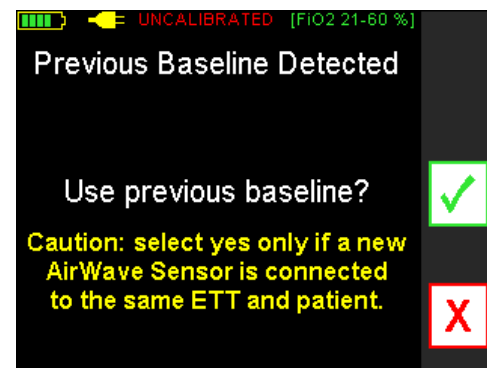 UNCALIBRATED [FiO2 21-60 %]
Previous Baseline Detected
Use previous baseline?
Caution: select yes only if a new
AirWave Sensor is connected
to the same ETT and patient.
X